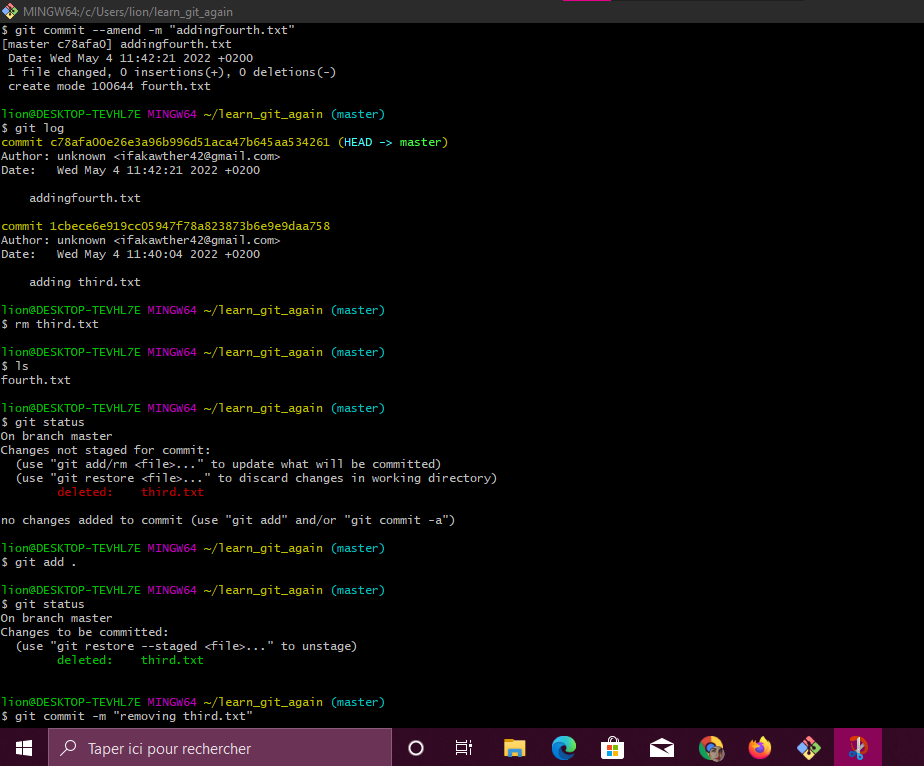 MINGW64:/c/Users/lion/learn_git_again
$ git commit --amend -m "addingfourth.txt"
[master c78afa0] addingfourth.txt
 Date: Wed May 4 11:42:21 2022 +0200
 1 file changed, 0 insertions(+), 0 deletions(-)
 create mode 100644 fourth.txt
lion@DESKTOP-TEVHL7E MINGW64 ~/learn_git_again (master)
$ git log
commit c78afa00e26e3a96b996d51aca47b645aa534261 (HEAD -> master)
Author: unknown <ifakawther42@gmail.com>
Date:   Wed May 4 11:42:21 2022 +0200
    addingfourth.txt
commit 1cbece6e919cc05947f78a823873b6e9e9daa758
Author: unknown <ifakawther42@gmail.com>
Date:   Wed May 4 11:40:04 2022 +0200
    adding third.txt
lion@DESKTOP-TEVHL7E MINGW64 ~/learn_git_again (master)
$ rm third.txt
lion@DESKTOP-TEVHL7E MINGW64 ~/learn_git_again (master)
$ ls
fourth.txt
lion@DESKTOP-TEVHL7E MINGW64 ~/learn_git_again (master)
$ git status
On branch master
Changes not staged for commit:
  (use "git add/rm <file>..." to update what will be committed)
  (use "git restore <file>..." to discard changes in working directory)
        deleted:    third.txt
no changes added to commit (use "git add" and/or "git commit -a")
lion@DESKTOP-TEVHL7E MINGW64 ~/learn_git_again (master)
$ git add .
lion@DESKTOP-TEVHL7E MINGW64 ~/learn_git_again (master)
$ git status
On branch master
Changes to be committed:
  (use "git restore --staged <file>..." to unstage)
        deleted:    third.txt
lion@DESKTOP-TEVHL7E MINGW64 ~/learn_git_again (master)
$ git commit -m "removing third.txt"
Taper ici pour rechercher